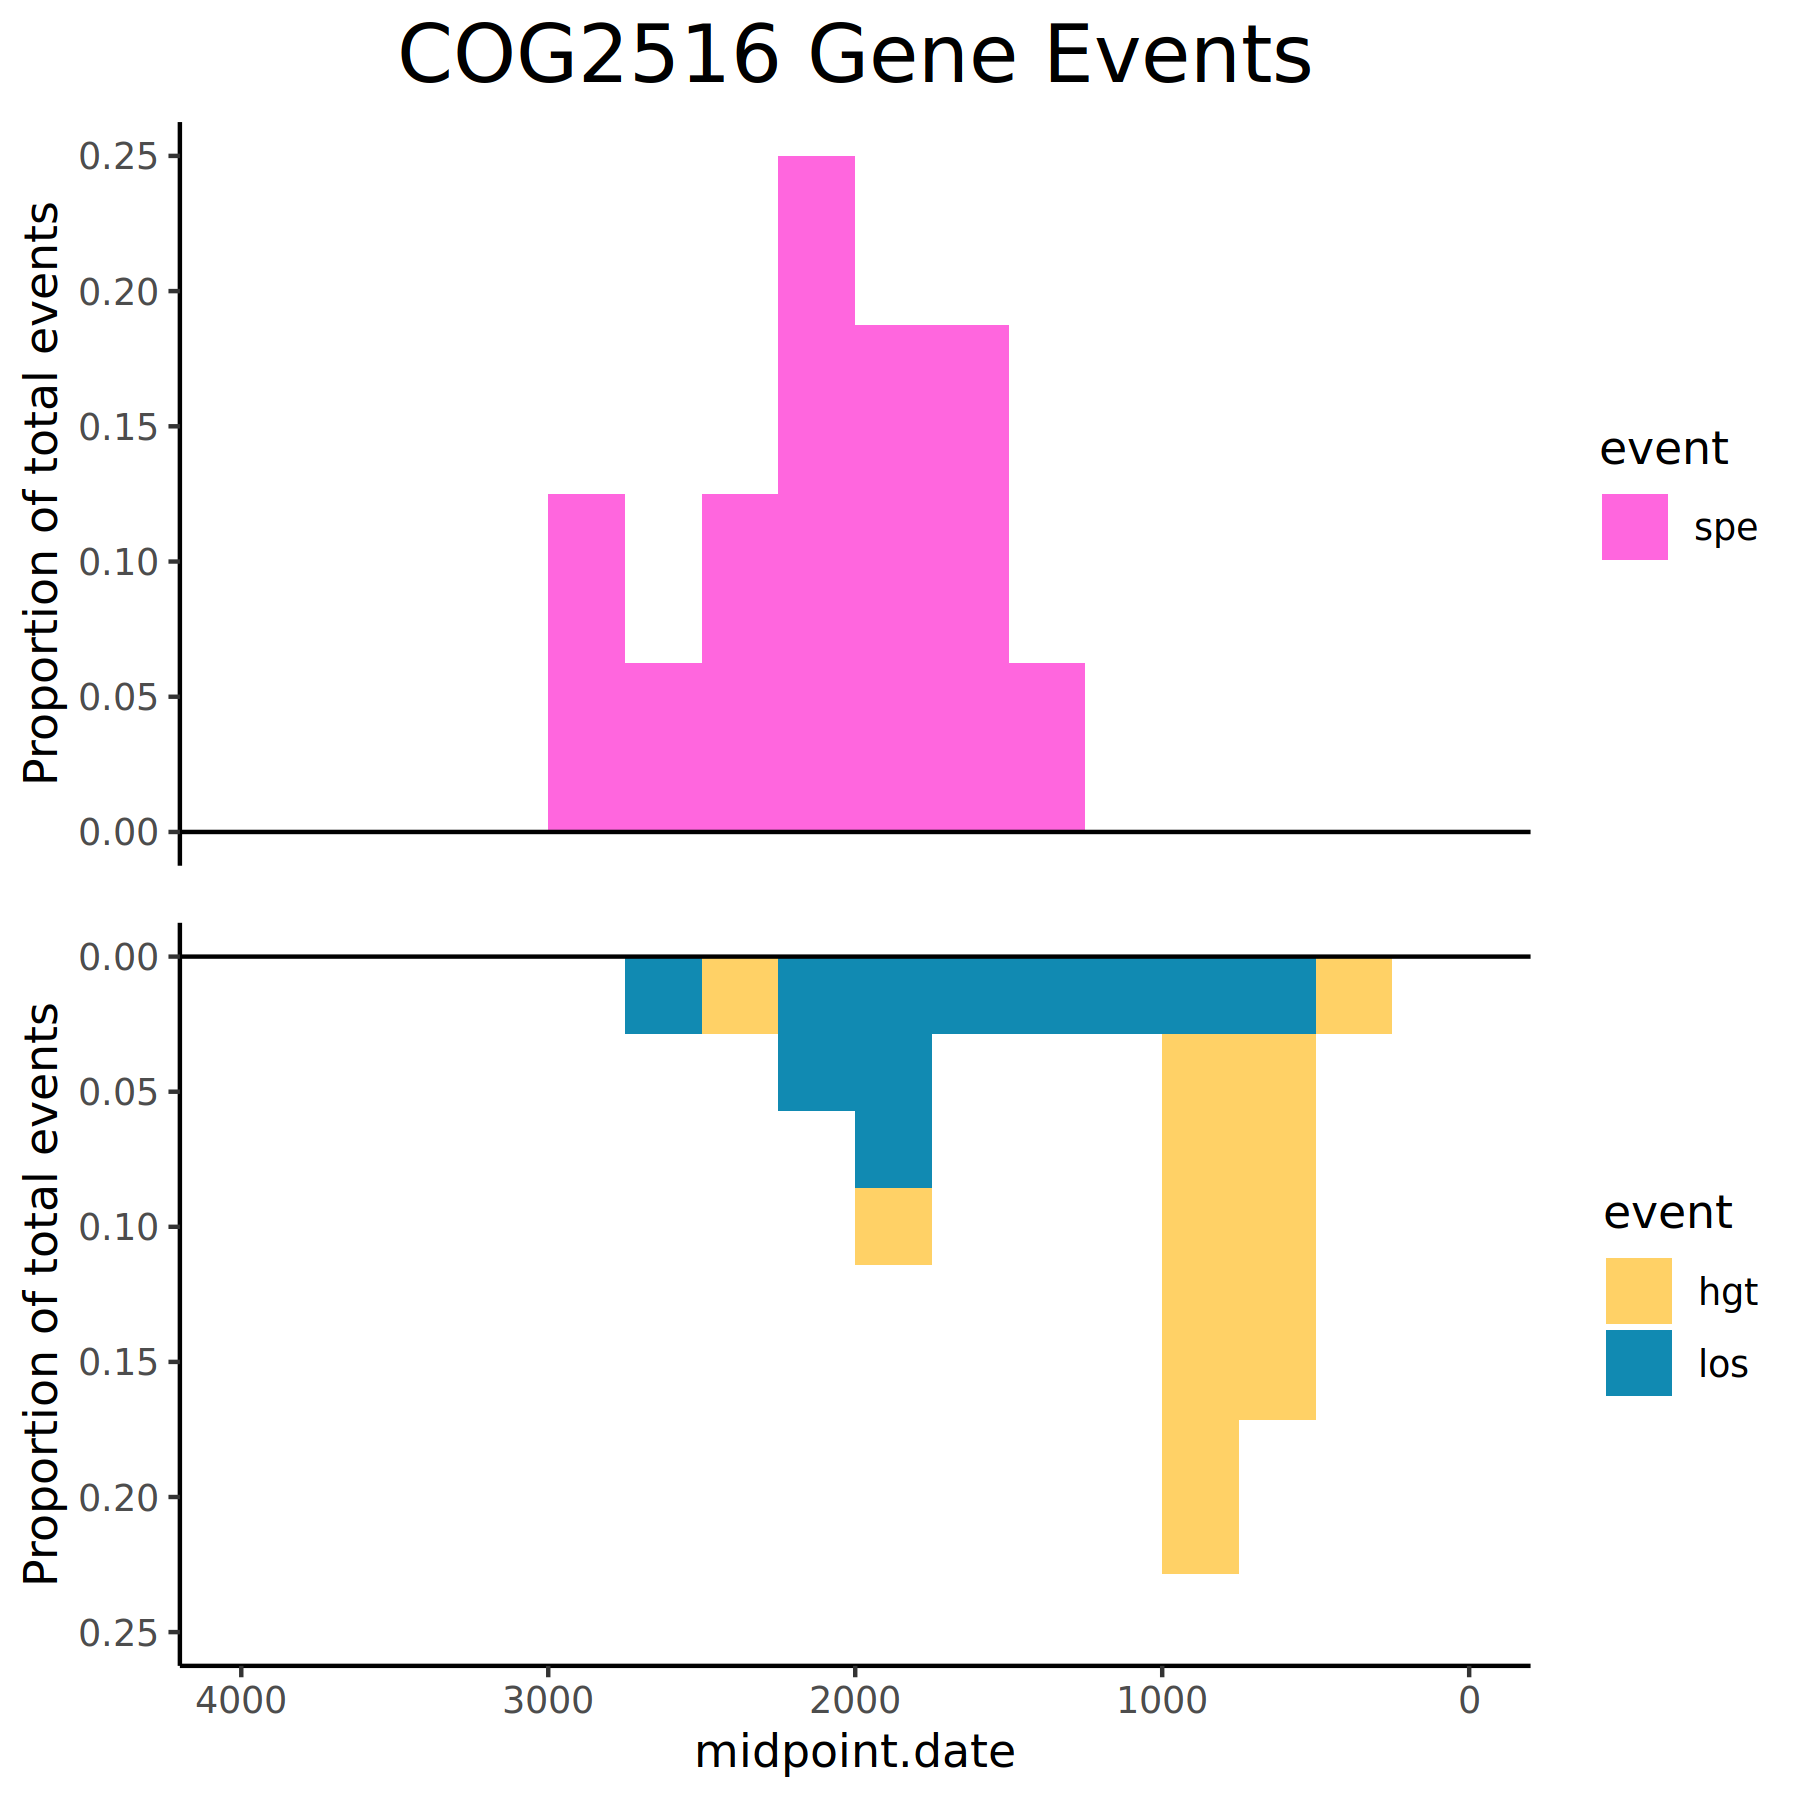 COG2516 Gene Events
Proportion of total events
0.25
0.20
0.15
0.10
0.05
0.00
event
spe
Proportion of total events
0.00
0.05
0.10
0.15
0.20
0.25
event
hgt
los
4000 3000 2000 1000 0
midpoint.date